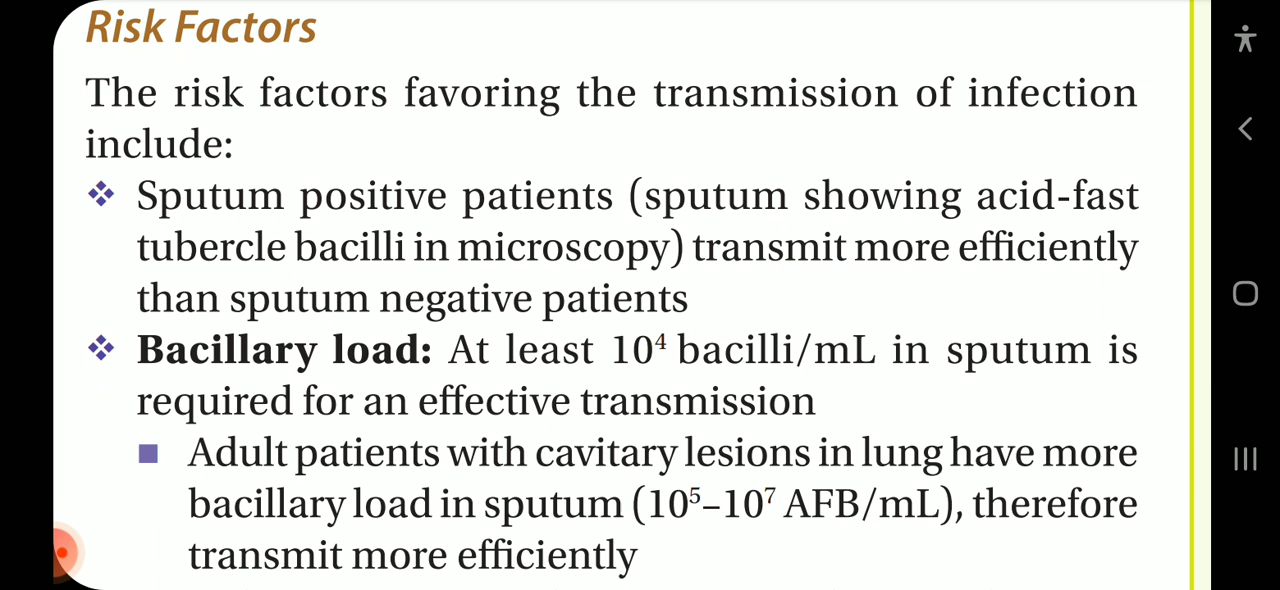 Risk Factors
The risk factors favoring the transmission of infection
include:
❖ Sputum positive patients (sputum showing acid-fast
tubercle bacilli in microscopy) transmit more efficiently
than sputum negative patients
❖ Bacillary load: At least 10⁴ bacilli/mL in sputum is
required for an effective transmission
■ Adult patients with cavitary lesions in lung have more
bacillary load in sputum (10⁵–10⁷ AFB/mL), therefore
transmit more efficiently